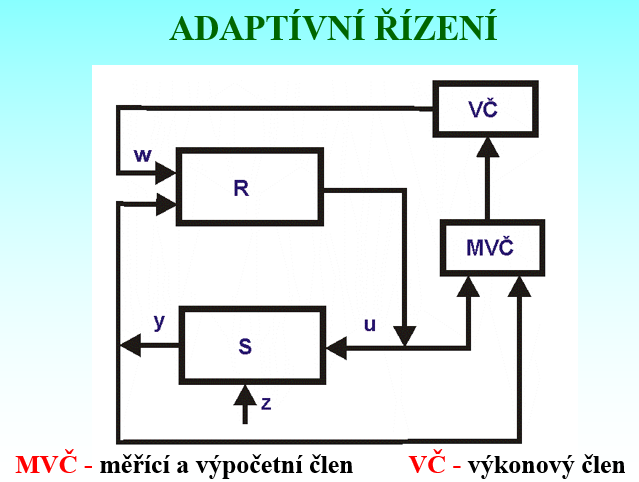 ADAPTÍVNÍ ŘÍZENÍ
VČ
w
R
MVČ
y
u
S
z
MVČ - měřící a výpočetní člen
VČ - výkonový člen